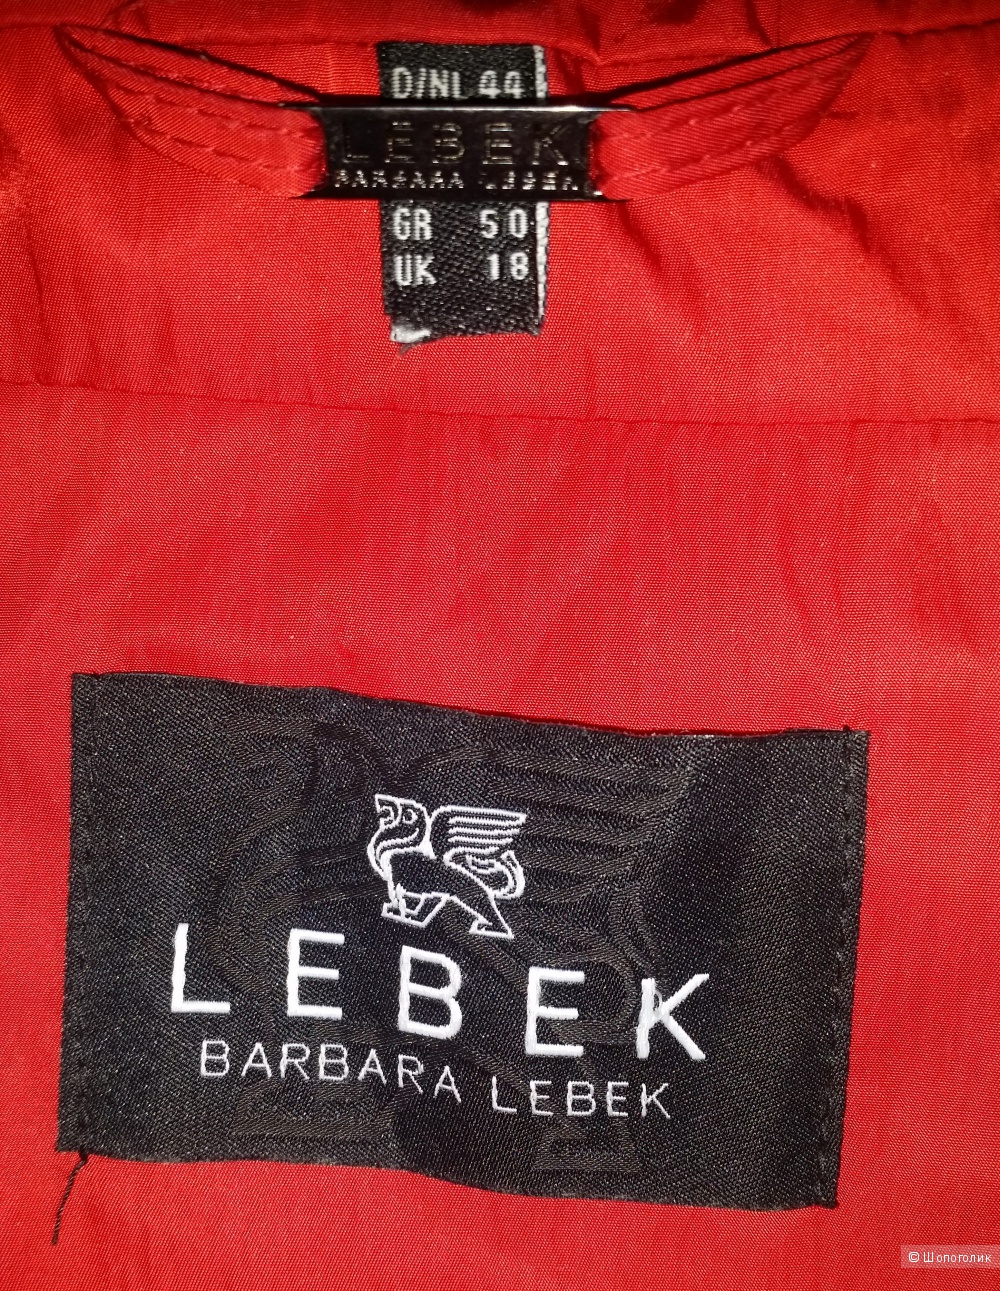 D/NL 44
LEBEK
BARBARA LEBEK
GR 50
UK 18
LEBEK
BARBARA LEBEK
© Шопоголик